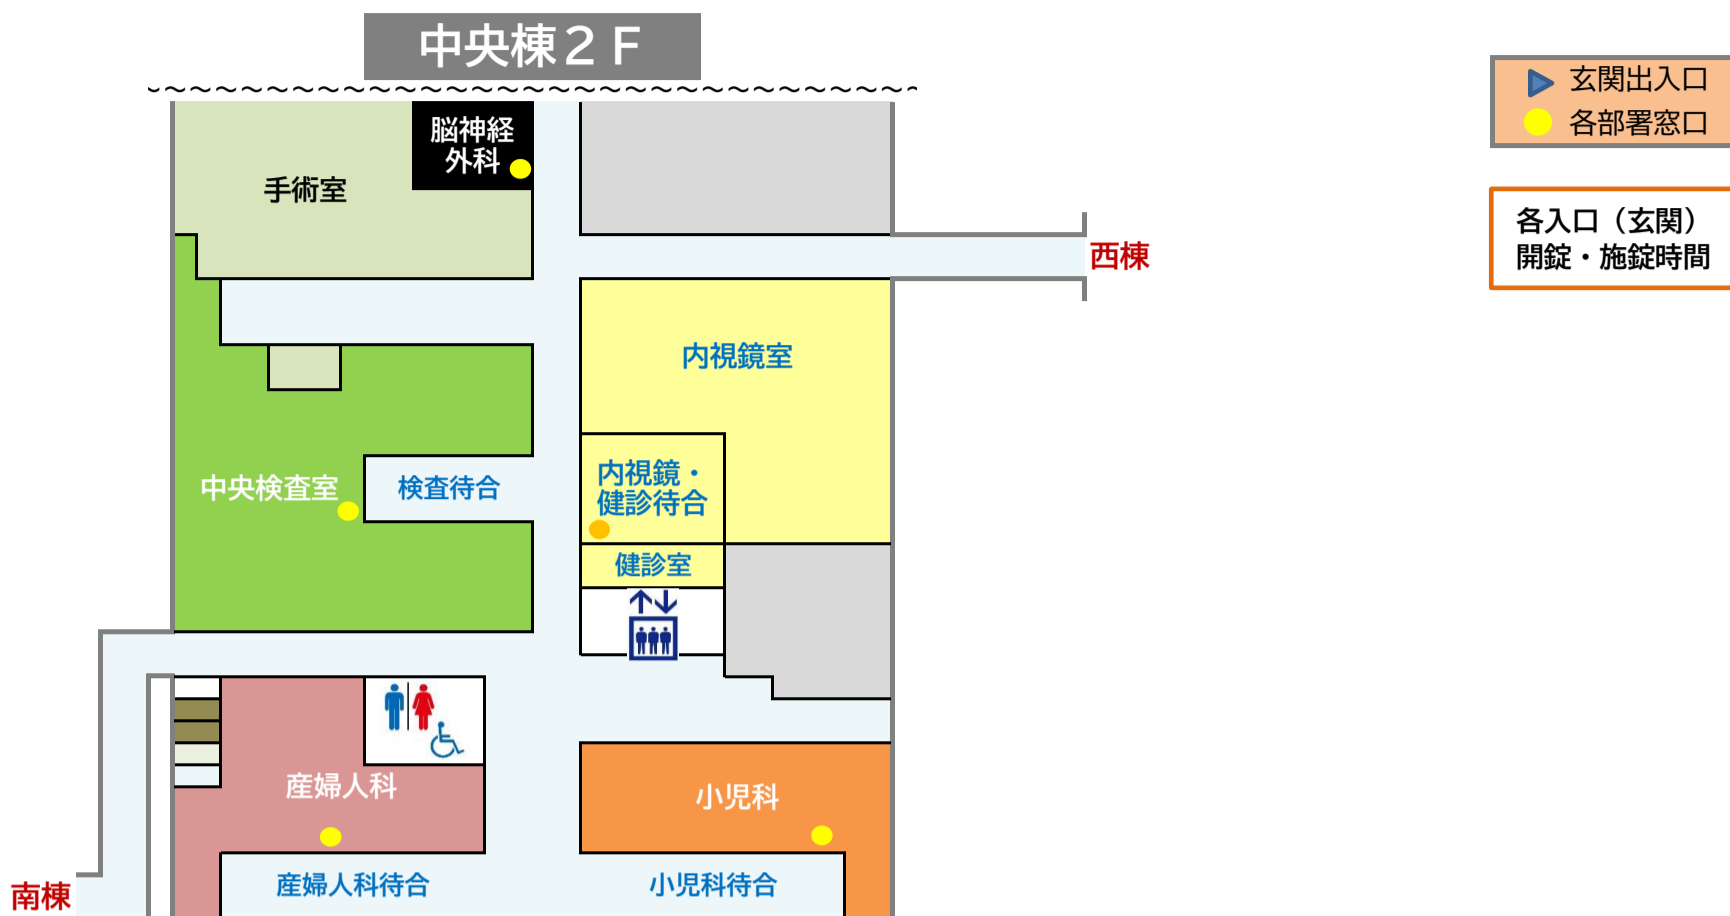 中央棟２Ｆ
玄関出入口
各部署窓口
脳神経
外科
手術室
各入口（玄関）
開錠・施錠時間
西棟
内視鏡室
中央検査室
検査待合
内視鏡・
健診待合
健診室
産婦人科
小児科
南棟
産婦人科待合
小児科待合